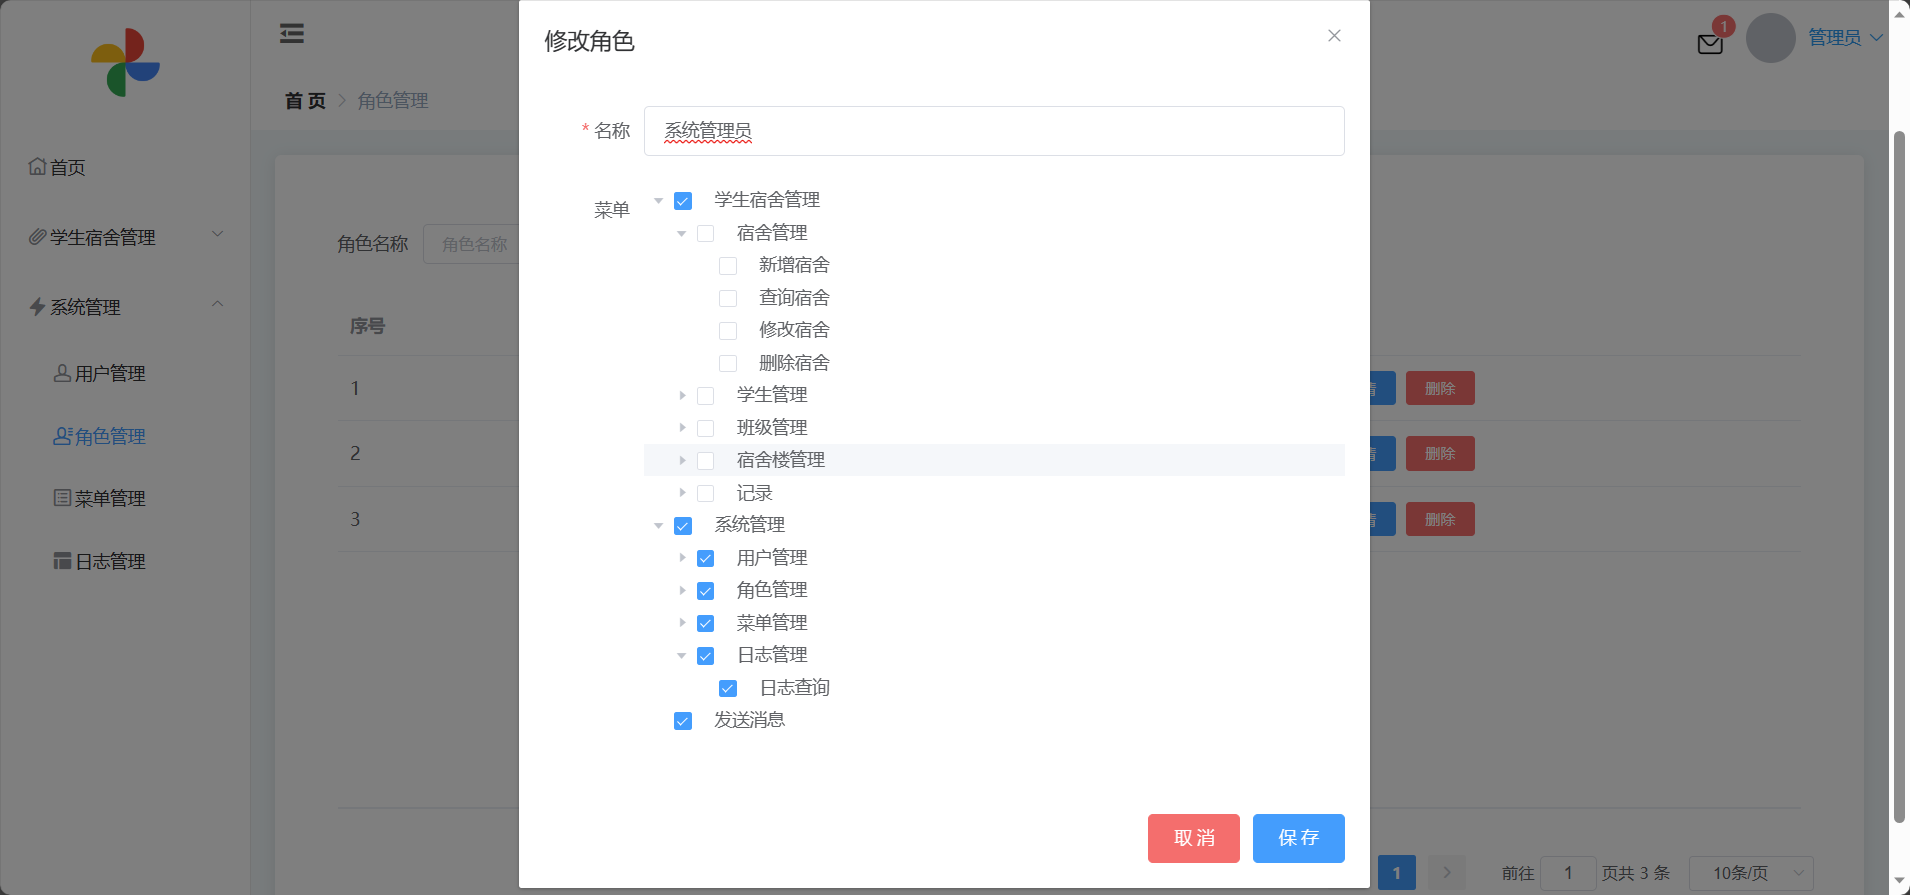 修改角色
1
管理员
首 页 > 角色管理
* 名称 系统管理员
首页
学生宿舍管理
系统管理
用户管理
角色管理
菜单管理
日志管理
角色名称 角色名称
序号
1
2
3
菜单
学生宿舍管理
宿舍管理
新增宿舍
查询宿舍
修改宿舍
删除宿舍
学生管理
班级管理
宿舍楼管理
记录
系统管理
用户管理
角色管理
菜单管理
日志管理
日志查询
发送消息
删除
删除
删除
取 消 保 存
1 > 前往 1 页共 3 条 10条/页